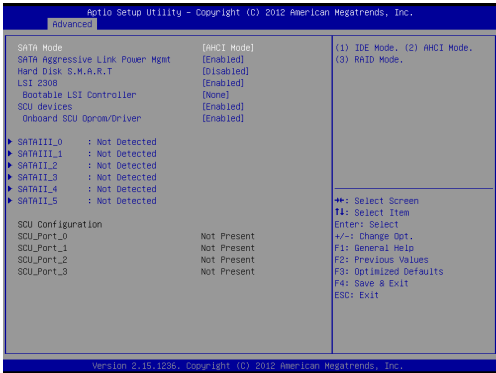 Aptio Setup Utility – Copyright (C) 2012 American Megatrends, Inc.
Advanced
SATA Mode [AHCI Mode]
SATA Aggressive Link Power Mgmt [Enabled]
Hard Disk S.M.A.R.T [Disabled]
LSI 2308 [Enabled]
Bootable LSI Controller [None]
SCU devices [Enabled]
Onboard SCU Oprom/Driver [Enabled]
SATAIII_0 : Not Detected
SATAIII_1 : Not Detected
SATAII_2 : Not Detected
SATAII_3 : Not Detected
SATAII_4 : Not Detected
SATAII_5 : Not Detected
SCU Configuration
SCU_Port_0 Not Present
SCU_Port_1 Not Present
SCU_Port_2 Not Present
SCU_Port_3 Not Present
(1) IDE Mode. (2) AHCI Mode.
(3) RAID Mode.
→←: Select Screen
↑↓: Select Item
Enter: Select
+/-: Change Opt.
F1: General Help
F2: Previous Values
F3: Optimized Defaults
F4: Save & Exit
ESC: Exit
Version 2.15.1236. Copyright (C) 2012 American Megatrends, Inc.